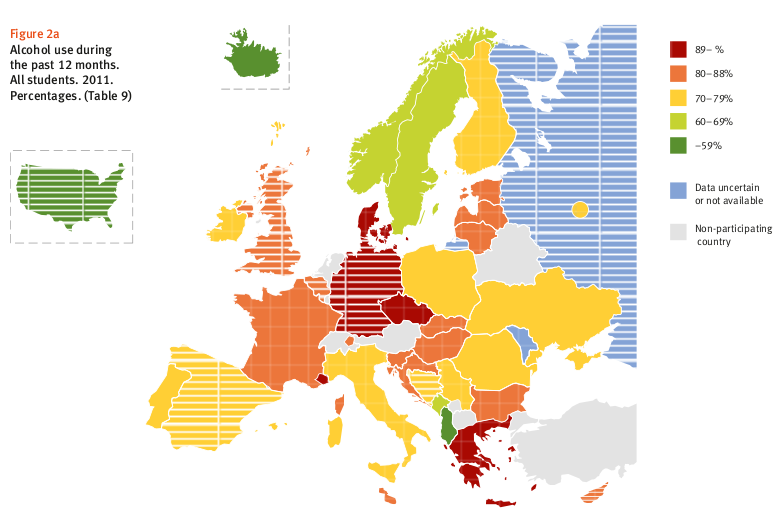 Figure 2a
Alcohol use during
the past 12 months.
All students. 2011.
Percentages. (Table 9)
89– %
80–88%
70–79%
60–69%
–59%
Data uncertain
or not available
Non-participating
country